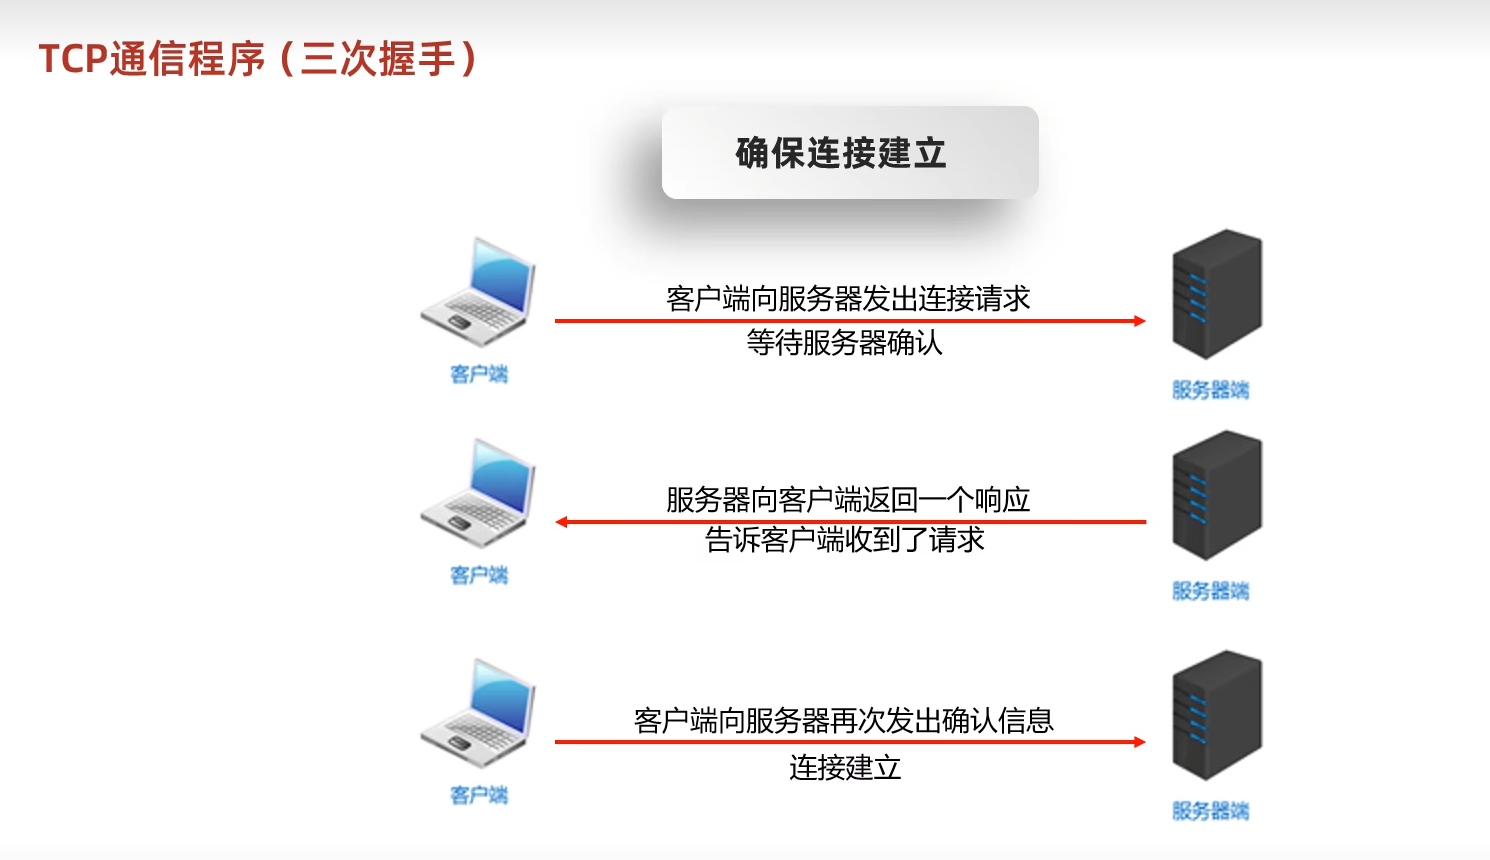 TCP通信程序（三次握手）
确保连接建立
客户端向服务器发出连接请求
等待服务器确认
客户端
服务器端
服务器向客户端返回一个响应
告诉客户端收到了请求
客户端
服务器端
客户端向服务器再次发出确认信息
连接建立
客户端
服务器端